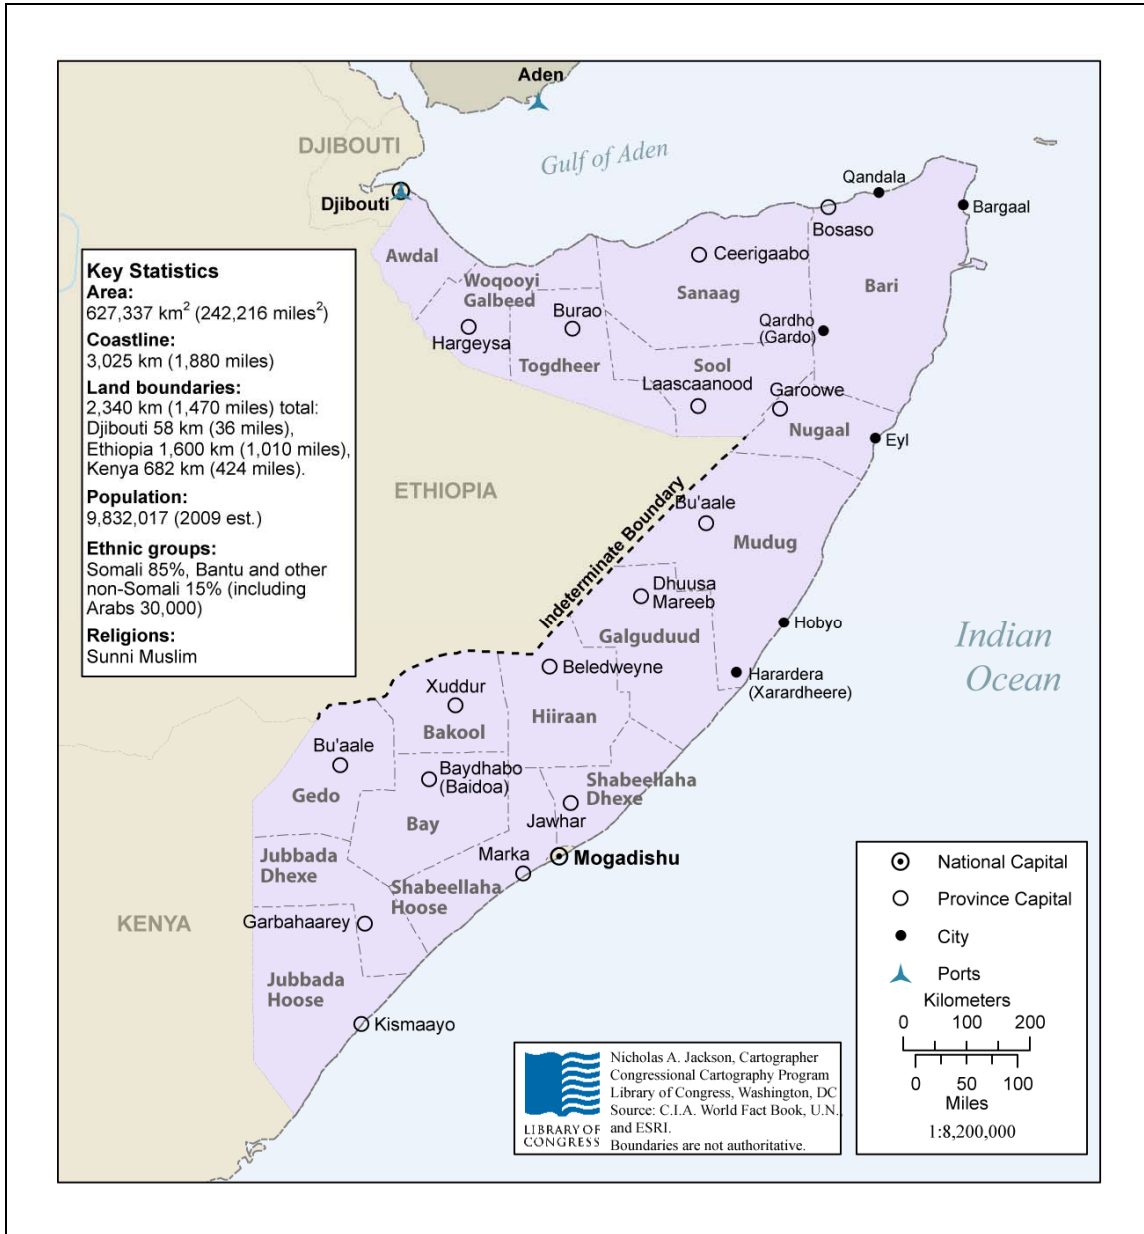 Aden
DJIBOUTI
Gulf of Aden
Djibouti
Qandala
Bargaal
Bosaso
Awdal
Ceerigaabo
Woqooyi
Galbeed
Sanaag
Bari
Burao
Hargeysa
Qardho
(Gardo)
Togdheer
Sool
Laascaanood
Garoowe
Nugaal
Eyl
Key Statistics
Area:
627,337 km2 (242,216 miles2)
Coastline:
3,025 km (1,880 miles)
Land boundaries:
2,340 km (1,470 miles) total:
Djibouti 58 km (36 miles),
Ethiopia 1,600 km (1,010 miles),
Kenya 682 km (424 miles).
Population:
9,832,017 (2009 est.)
Ethnic groups:
Somali 85%, Bantu and other
non-Somali 15% (including
Arabs 30,000)
Religions:
Sunni Muslim
ETHIOPIA
Indeterminate Boundary
Bu'aale
Mudug
Dhuusa
Mareeb
Galguduud
Hobyo
Indian
Ocean
Beledweyne
Harardera
(Xarardheere)
Xuddur
Hiiraan
Bakool
Bu'aale
Baydhabo
(Baidoa)
Gedo
Shabeellaha
Dhexe
Bay
Jawhar
Jubbada
Dhexe
Marka
Mogadishu
Shabeellaha
Hoose
KENYA
Garbahaarey
Jubbada
Hoose
Kismaayo
National Capital
Province Capital
City
Ports
Kilometers
0 100 200
0 50 100
Miles
1:8,200,000
LIBRARY OF
CONGRESS
Nicholas A. Jackson, Cartographer
Congressional Cartography Program
Library of Congress, Washington, DC
Source: C.I.A. World Fact Book, U.N.,
and ESRI.
Boundaries are not authoritative.